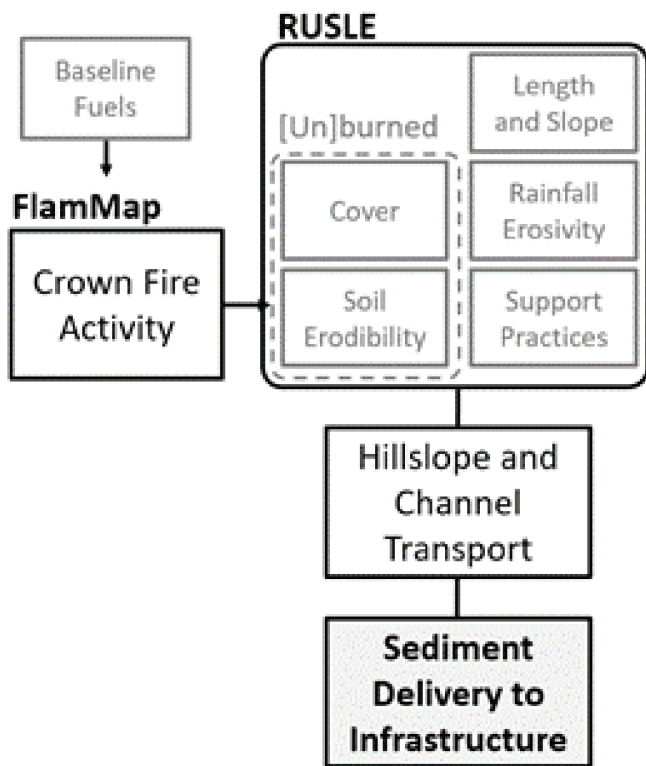 RUSLE
Baseline
Fuels
FlamMap
Crown Fire
Activity
[Un]burned
Cover
Soil
Erodibility
Length
and Slope
Rainfall
Erosivity
Support
Practices
Hillslope and
Channel
Transport
Sediment
Delivery to
Infrastructure